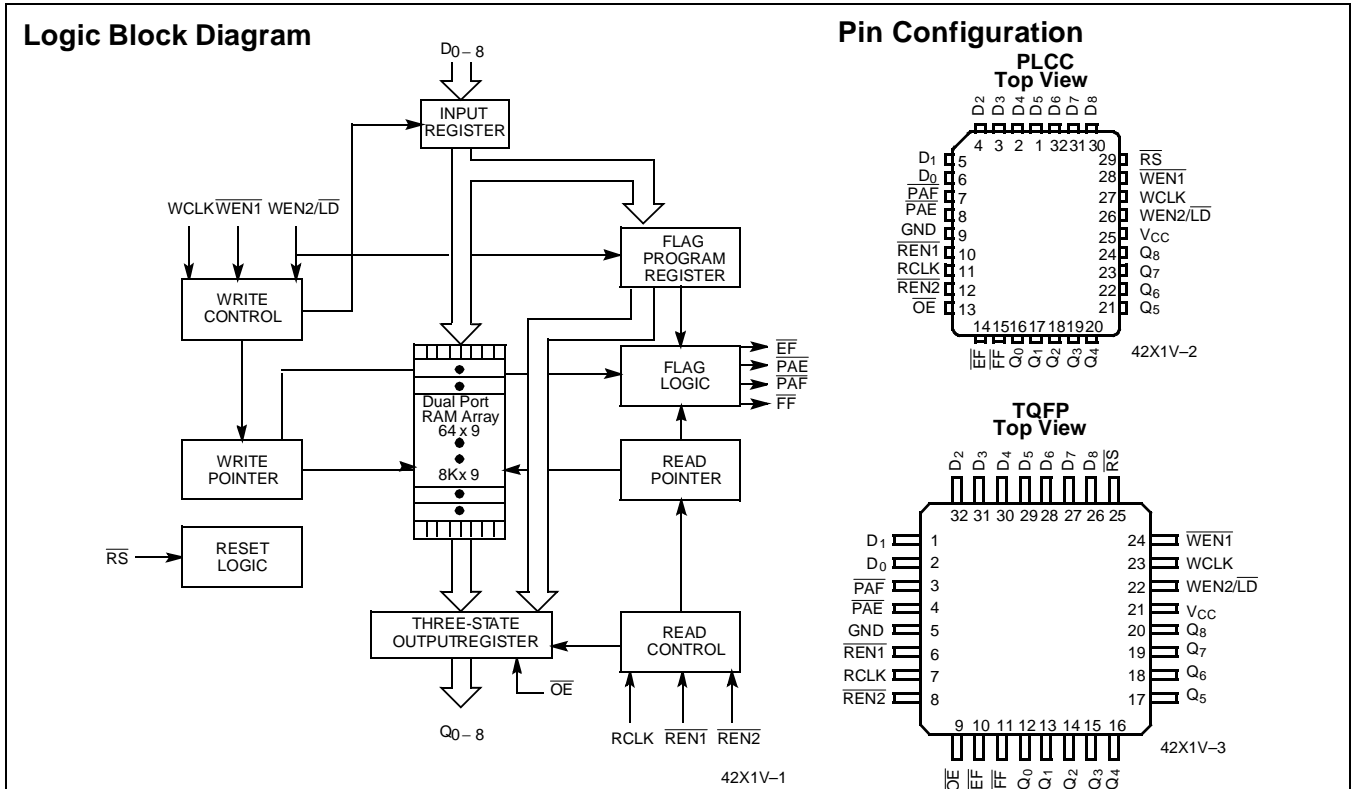 Logic Block Diagram
D0 – 8
INPUT
REGISTER
WCLK WEN1 WEN2/LD
FLAG
PROGRAM
REGISTER
WRITE
CONTROL
FLAG
LOGIC
EF
PAE
PAF
FF
Dual Port
RAM Array
64 x 9
8Kx 9
WRITE
POINTER
READ
POINTER
RS
RESET
LOGIC
THREE-STATE
OUTPUTREGISTER
READ
CONTROL
OE
Q0 – 8
RCLK REN1 REN2
42X1V–1
Pin Configuration
PLCC
Top View
D2 D3 D4 D5 D6 D7 D8
4 3 2 1 32 31 30
D1 5
D0 6
PAF 7
PAE 8
GND 9
REN1 10
RCLK 11
REN2 12
OE 13
29 RS
28 WEN1
27 WCLK
26 WEN2/LD
25 VCC
24 Q8
23 Q7
22 Q6
21 Q5
14 15 16 17 18 19 20
EF FF Q0 Q1 Q2 Q3 Q4
42X1V–2
TQFP
Top View
D2 D3 D4 D5 D6 D7 D8 RS
32 31 30 29 28 27 26 25
D1 1
D0 2
PAF 3
PAE 4
GND 5
REN1 6
RCLK 7
REN2 8
24 WEN1
23 WCLK
22 WEN2/LD
21 VCC
20 Q8
19 Q7
18 Q6
17 Q5
9 10 11 12 13 14 15 16
OE EF FF Q0 Q1 Q2 Q3 Q4
42X1V–3